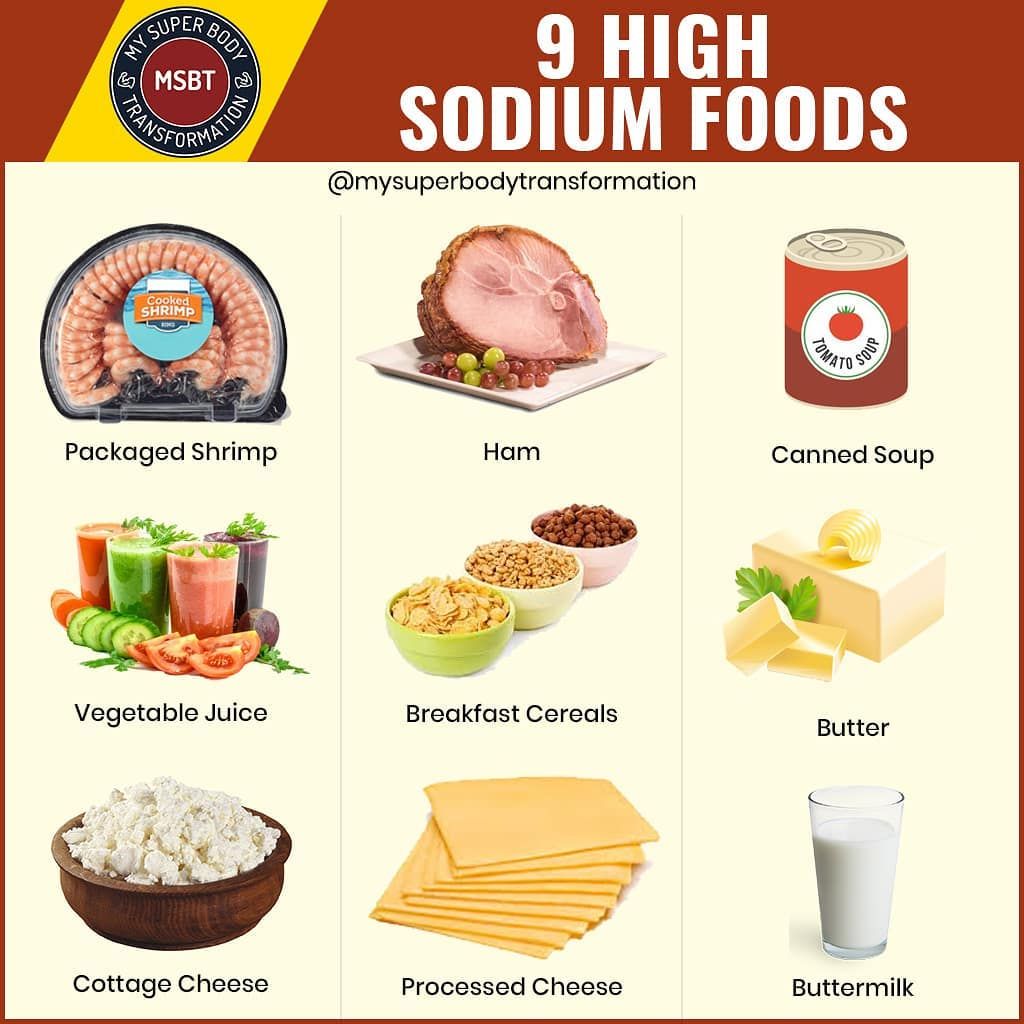 MY SUPER BODY
MSBT
TRANSFORMATION
9 HIGH
SODIUM FOODS
@mysuperbodytransformation
Cooked
SHRIMP
RING
TOMATO SOUP
Packaged Shrimp
Ham
Canned Soup
Vegetable Juice
Breakfast Cereals
Butter
Cottage Cheese
Processed Cheese
Buttermilk